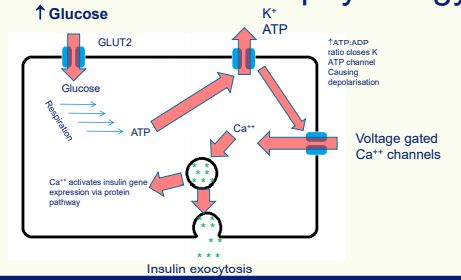 ↑ Glucose
K⁺
ATP
GLUT2
↑ATP:ADP
ratio closes K
ATP channel
Causing
depolarisation
Glucose
Respiration
ATP
Ca⁺⁺
Voltage gated
Ca⁺⁺ channels
Ca⁺⁺ activates insulin gene
expression via protein
pathway
Insulin exocytosis